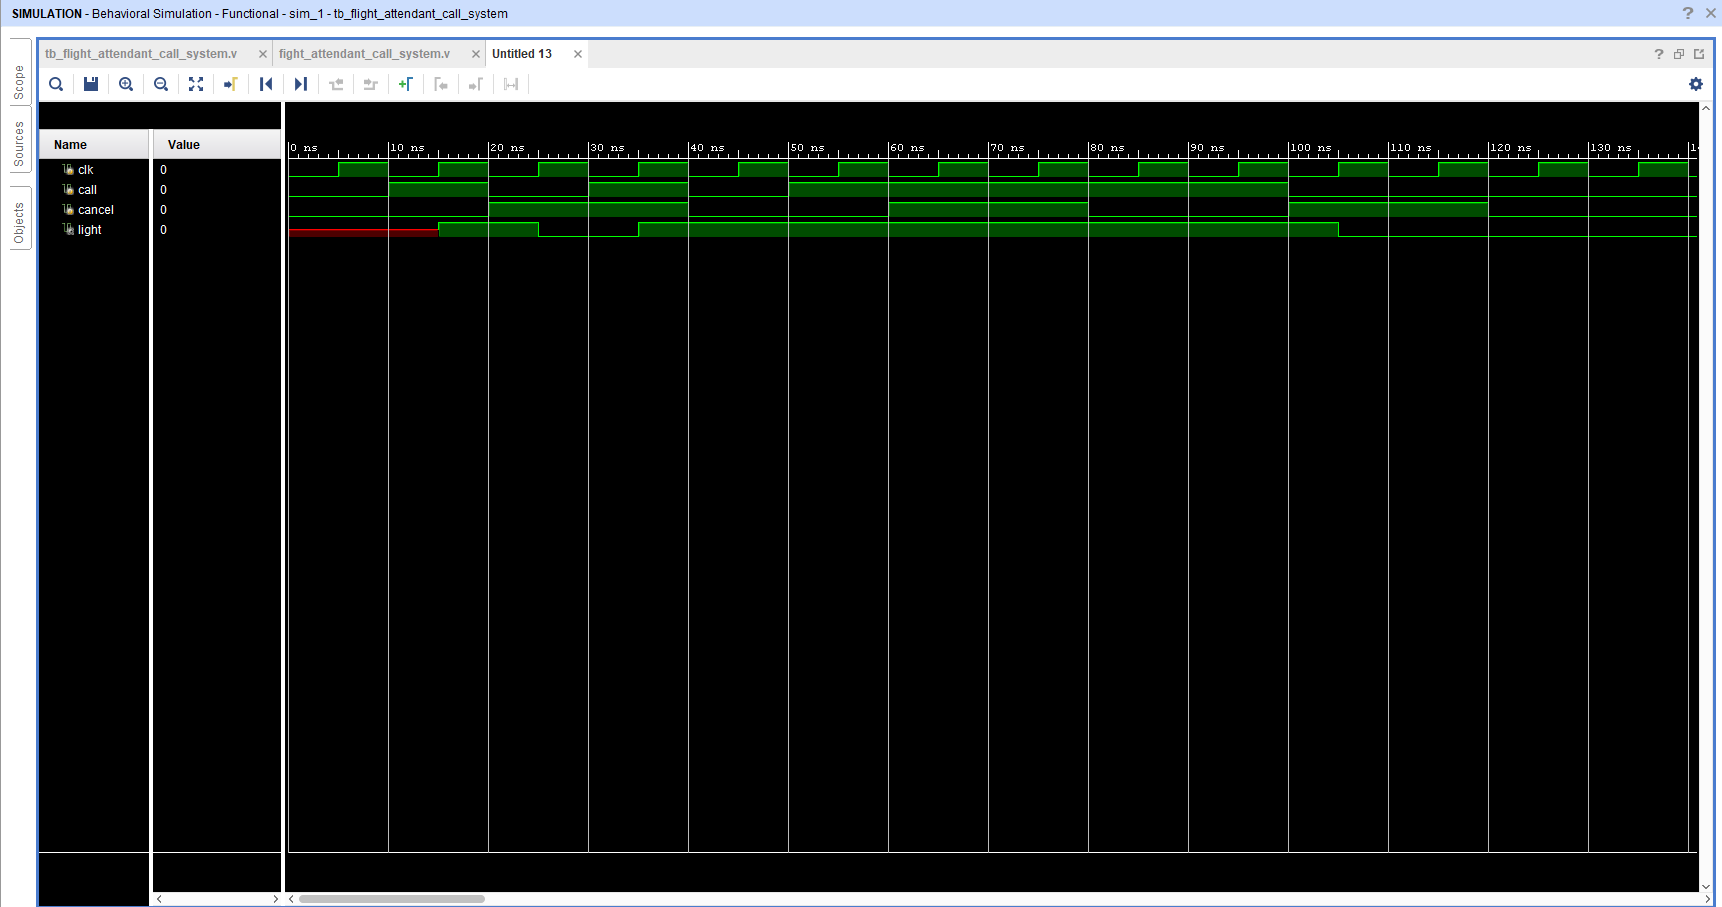 SIMULATION - Behavioral Simulation - Functional - sim_1 - tb_flight_attendant_call_system
tb_flight_attendant_call_system.v
fight_attendant_call_system.v
Untitled 13
Scope
Sources
Objects
Name Value
0 ns 10 ns 20 ns 30 ns 40 ns 50 ns 60 ns 70 ns 80 ns 90 ns 100 ns 110 ns 120 ns 130 ns
clk 0
call 0
cancel 0
light 0